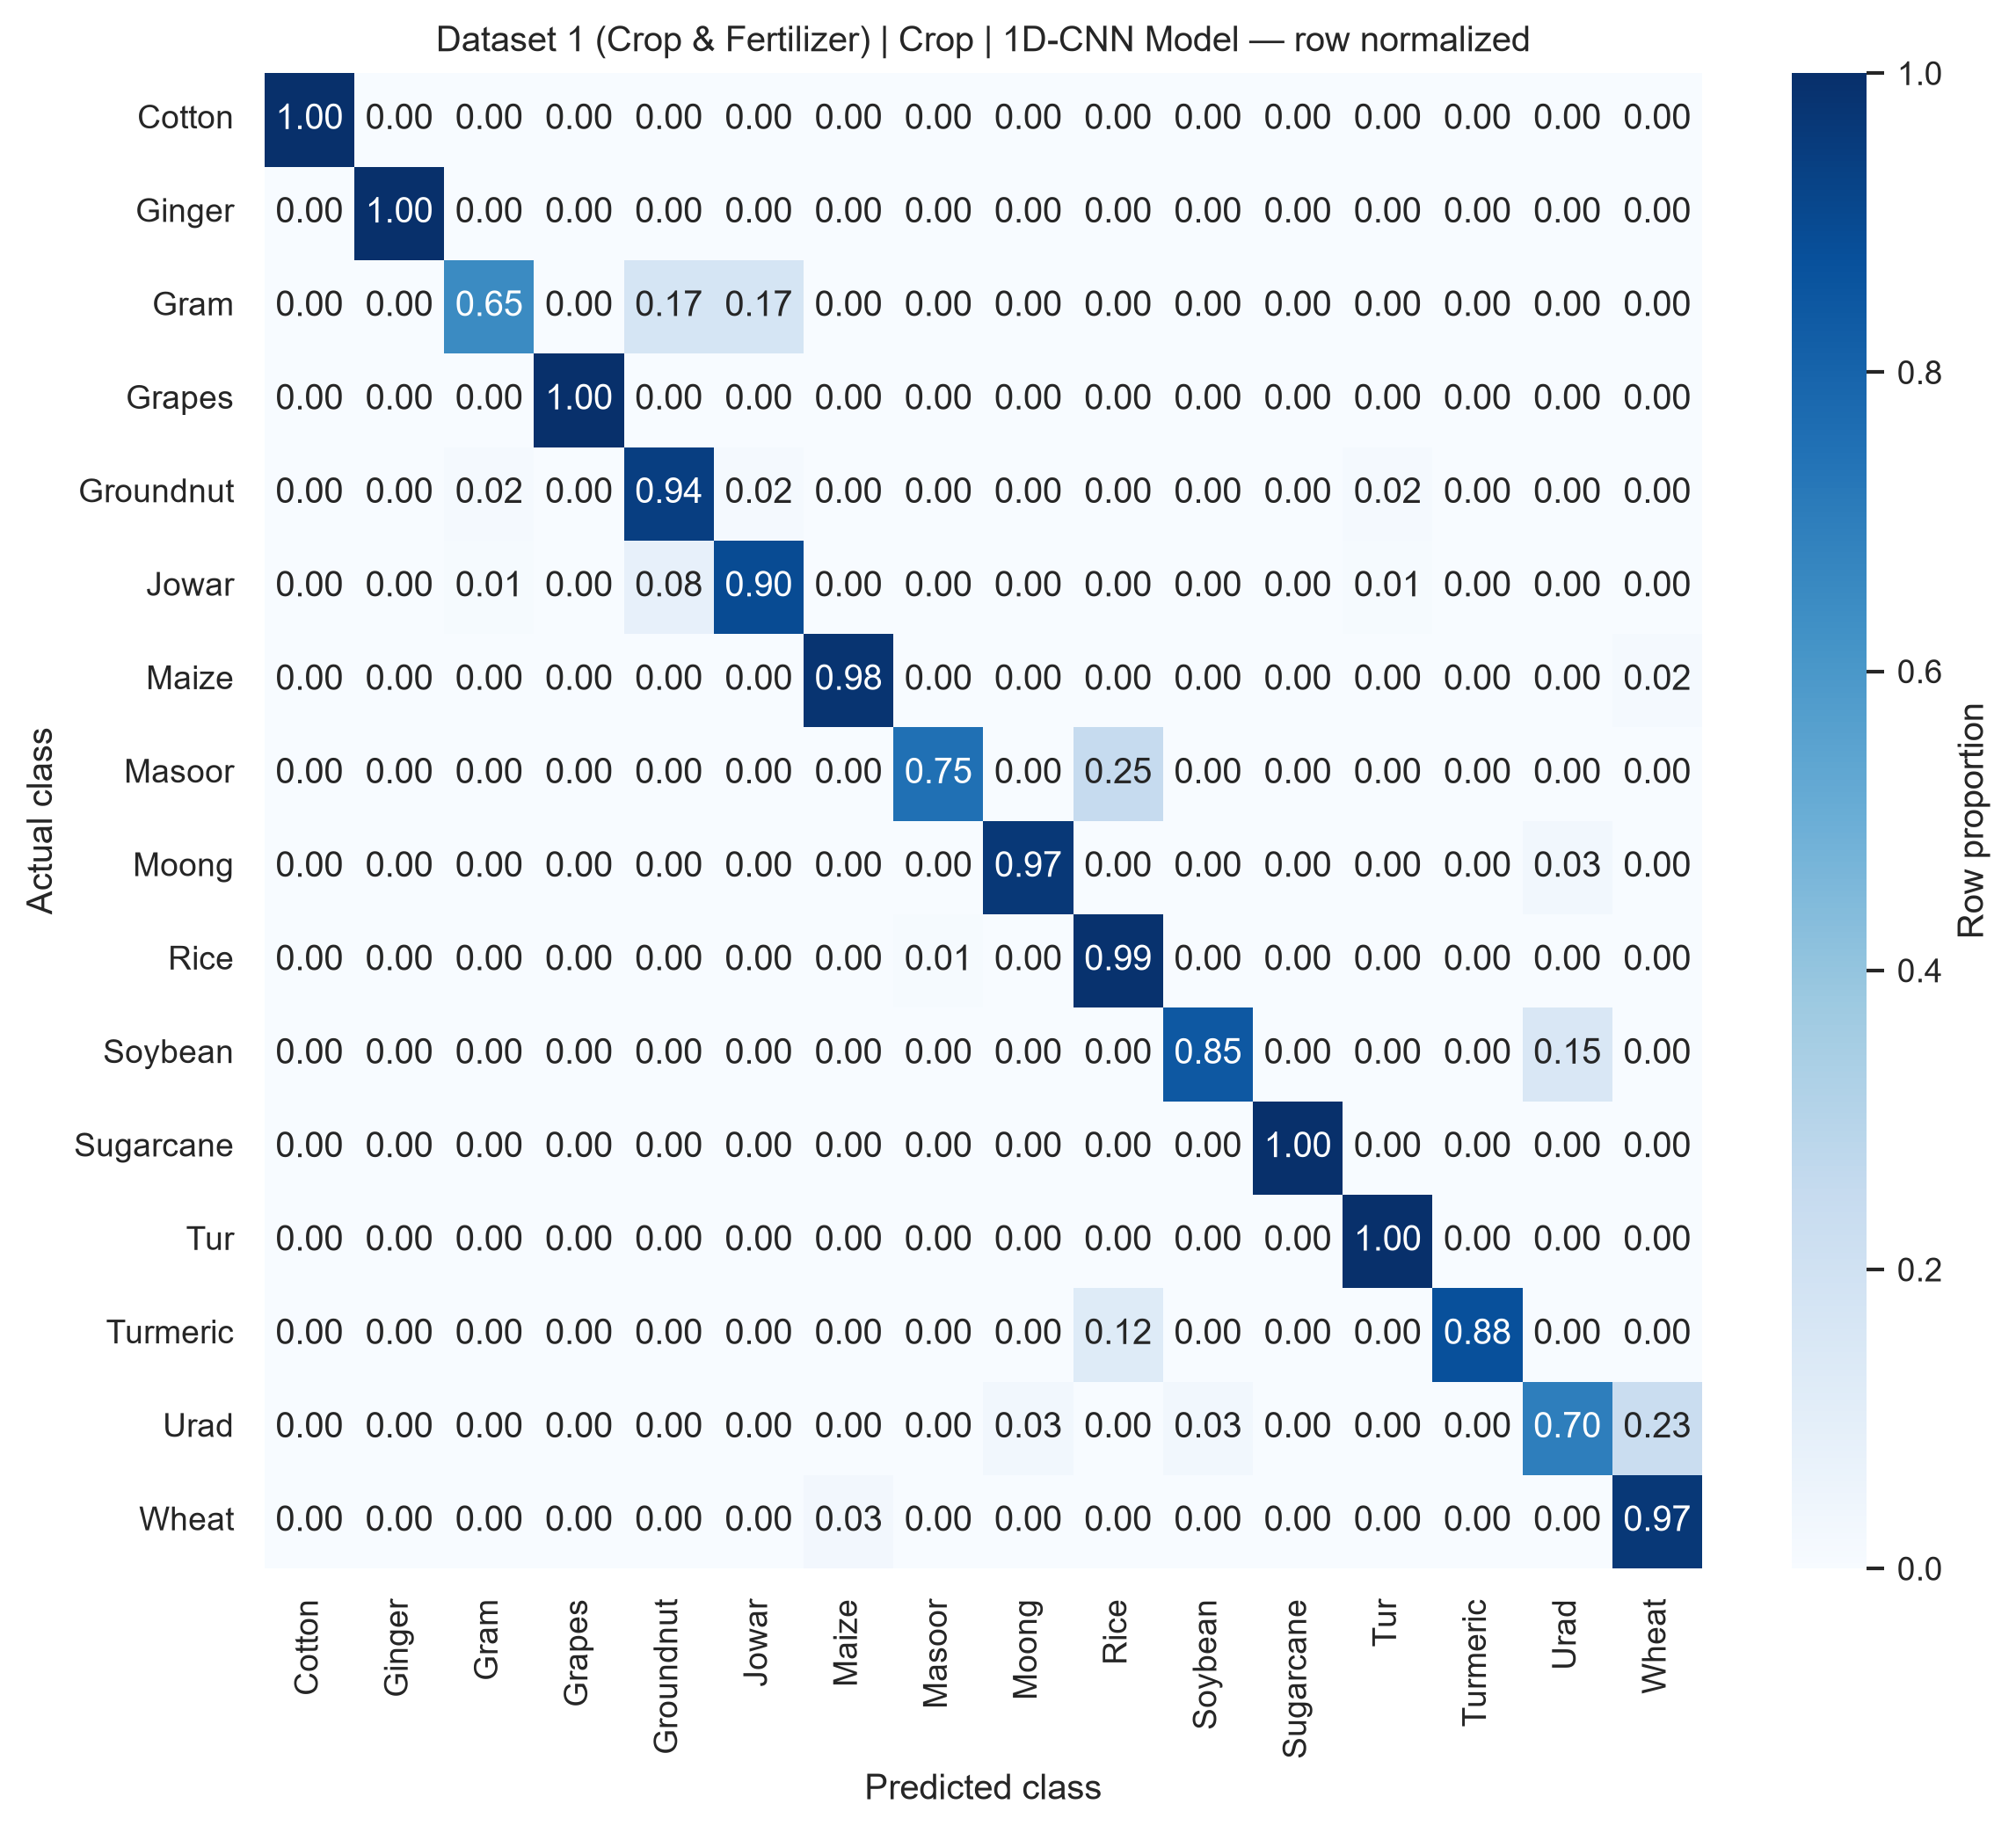 Dataset 1 (Crop & Fertilizer) | Crop | 1D-CNN Model — row normalized
Cotton 1.00 0.00 0.00 0.00 0.00 0.00 0.00 0.00 0.00 0.00 0.00 0.00 0.00 0.00 0.00 0.00
Ginger 0.00 1.00 0.00 0.00 0.00 0.00 0.00 0.00 0.00 0.00 0.00 0.00 0.00 0.00 0.00 0.00
Gram 0.00 0.00 0.65 0.00 0.17 0.17 0.00 0.00 0.00 0.00 0.00 0.00 0.00 0.00 0.00 0.00
Grapes 0.00 0.00 0.00 1.00 0.00 0.00 0.00 0.00 0.00 0.00 0.00 0.00 0.00 0.00 0.00 0.00
Groundnut 0.00 0.00 0.02 0.00 0.94 0.02 0.00 0.00 0.00 0.00 0.00 0.00 0.02 0.00 0.00 0.00
Jowar 0.00 0.00 0.01 0.00 0.08 0.90 0.00 0.00 0.00 0.00 0.00 0.00 0.01 0.00 0.00 0.00
Maize 0.00 0.00 0.00 0.00 0.00 0.00 0.98 0.00 0.00 0.00 0.00 0.00 0.00 0.00 0.00 0.02
Masoor 0.00 0.00 0.00 0.00 0.00 0.00 0.00 0.75 0.00 0.25 0.00 0.00 0.00 0.00 0.00 0.00
Moong 0.00 0.00 0.00 0.00 0.00 0.00 0.00 0.00 0.97 0.00 0.00 0.00 0.00 0.00 0.03 0.00
Rice 0.00 0.00 0.00 0.00 0.00 0.00 0.00 0.01 0.00 0.99 0.00 0.00 0.00 0.00 0.00 0.00
Soybean 0.00 0.00 0.00 0.00 0.00 0.00 0.00 0.00 0.00 0.00 0.85 0.00 0.00 0.00 0.15 0.00
Sugarcane 0.00 0.00 0.00 0.00 0.00 0.00 0.00 0.00 0.00 0.00 0.00 1.00 0.00 0.00 0.00 0.00
Tur 0.00 0.00 0.00 0.00 0.00 0.00 0.00 0.00 0.00 0.00 0.00 0.00 1.00 0.00 0.00 0.00
Turmeric 0.00 0.00 0.00 0.00 0.00 0.00 0.00 0.00 0.00 0.12 0.00 0.00 0.00 0.88 0.00 0.00
Urad 0.00 0.00 0.00 0.00 0.00 0.00 0.00 0.00 0.03 0.00 0.03 0.00 0.00 0.00 0.70 0.23
Wheat 0.00 0.00 0.00 0.00 0.00 0.00 0.03 0.00 0.00 0.00 0.00 0.00 0.00 0.00 0.00 0.97
Cotton Ginger Gram Grapes Groundnut Jowar Maize Masoor Moong Rice Soybean Sugarcane Tur Turmeric Urad Wheat
Predicted class
Actual class
1.0
0.8
0.6
0.4
0.2
0.0
Row proportion